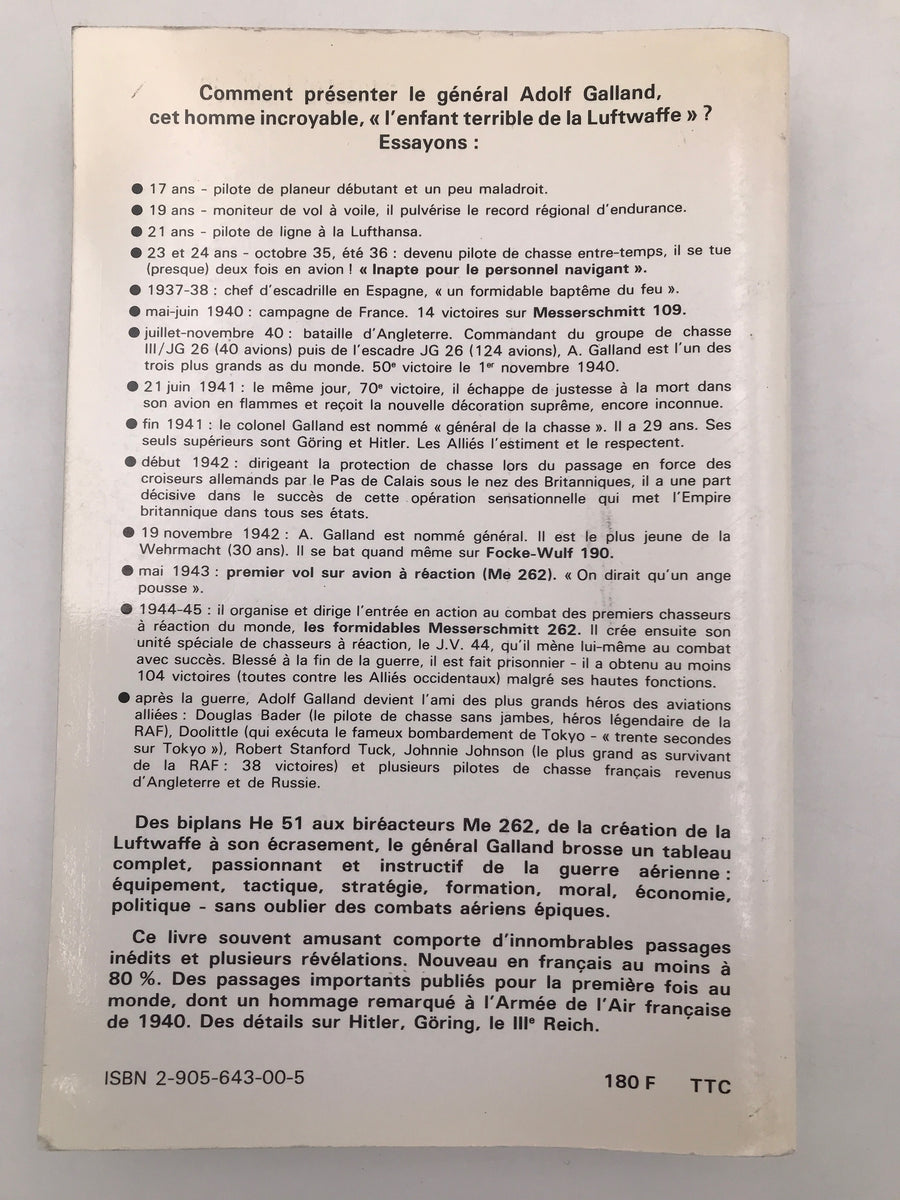 Comment présenter le général Adolf Galland,
cet homme incroyable, « l'enfant terrible de la Luftwaffe » ?
Essayons :
● 17 ans - pilote de planeur débutant et un peu maladroit.
● 19 ans - moniteur de vol à voile, il pulvérise le record régional d'endurance.
● 21 ans - pilote de ligne à la Lufthansa.
● 23 et 24 ans - octobre 35, été 36 : devenu pilote de chasse entre-temps, il se tue
(presque) deux fois en avion ! « Inapte pour le personnel navigant ».
● 1937-38 : chef d'escadrille en Espagne, « un formidable baptême du feu ».
● mai-juin 1940 : campagne de France. 14 victoires sur Messerschmitt 109.
● juillet-novembre 40 : bataille d'Angleterre. Commandant du groupe de chasse
III/JG 26 (40 avions) puis de l'escadre JG 26 (124 avions), A. Galland est l'un des
trois plus grands as du monde. 50e victoire le 1er novembre 1940.
● 21 juin 1941 : le même jour, 70e victoire, il échappe de justesse à la mort dans
son avion en flammes et reçoit la nouvelle décoration suprême, encore inconnue.
● fin 1941 : le colonel Galland est nommé « général de la chasse ». Il a 29 ans. Ses
seuls supérieurs sont Göring et Hitler. Les Alliés l'estiment et le respectent.
● début 1942 : dirigeant la protection de chasse lors du passage en force des
croiseurs allemands par le Pas de Calais sous le nez des Britanniques, il a une part
décisive dans le succès de cette opération sensationnelle qui met l'Empire
britannique dans tous ses états.
● 19 novembre 1942 : A. Galland est nommé général. Il est le plus jeune de la
Wehrmacht (30 ans). Il se bat quand même sur Focke-Wulf 190.
● mai 1943 : premier vol sur avion à réaction (Me 262). « On dirait qu'un ange
pousse ».
● 1944-45 : il organise et dirige l'entrée en action au combat des premiers chasseurs
à réaction du monde, les formidables Messerschmitt 262. Il crée ensuite son
unité spéciale de chasseurs à réaction, le J.V. 44, qu'il mène lui-même au combat
avec succès. Blessé à la fin de la guerre, il est fait prisonnier - il a obtenu au moins
104 victoires (toutes contre les Alliés occidentaux) malgré ses hautes fonctions.
● après la guerre, Adolf Galland devient l'ami des plus grands héros des aviations
alliées : Douglas Bader (le pilote de chasse sans jambes, héros légendaire de la
RAF), Doolittle (qui exécuta le fameux bombardement de Tokyo - « trente secondes
sur Tokyo »), Robert Stanford Tuck, Johnnie Johnson (le plus grand as survivant
de la RAF : 38 victoires) et plusieurs pilotes de chasse français revenus
d'Angleterre et de Russie.
Des biplans He 51 aux biréacteurs Me 262, de la création de la
Luftwaffe à son écrasement, le général Galland brosse un tableau
complet, passionnant et instructif de la guerre aérienne :
équipement, tactique, stratégie, formation, moral, économie,
politique - sans oublier des combats aériens épiques.
Ce livre souvent amusant comporte d'innombrables passages
inédits et plusieurs révélations. Nouveau en français au moins à
80 %. Des passages importants publiés pour la première fois au
monde, dont un hommage remarqué à l'Armée de l'Air française
de 1940. Des détails sur Hitler, Göring, le IIIe Reich.
ISBN 2-905-643-00-5 180 F TTC